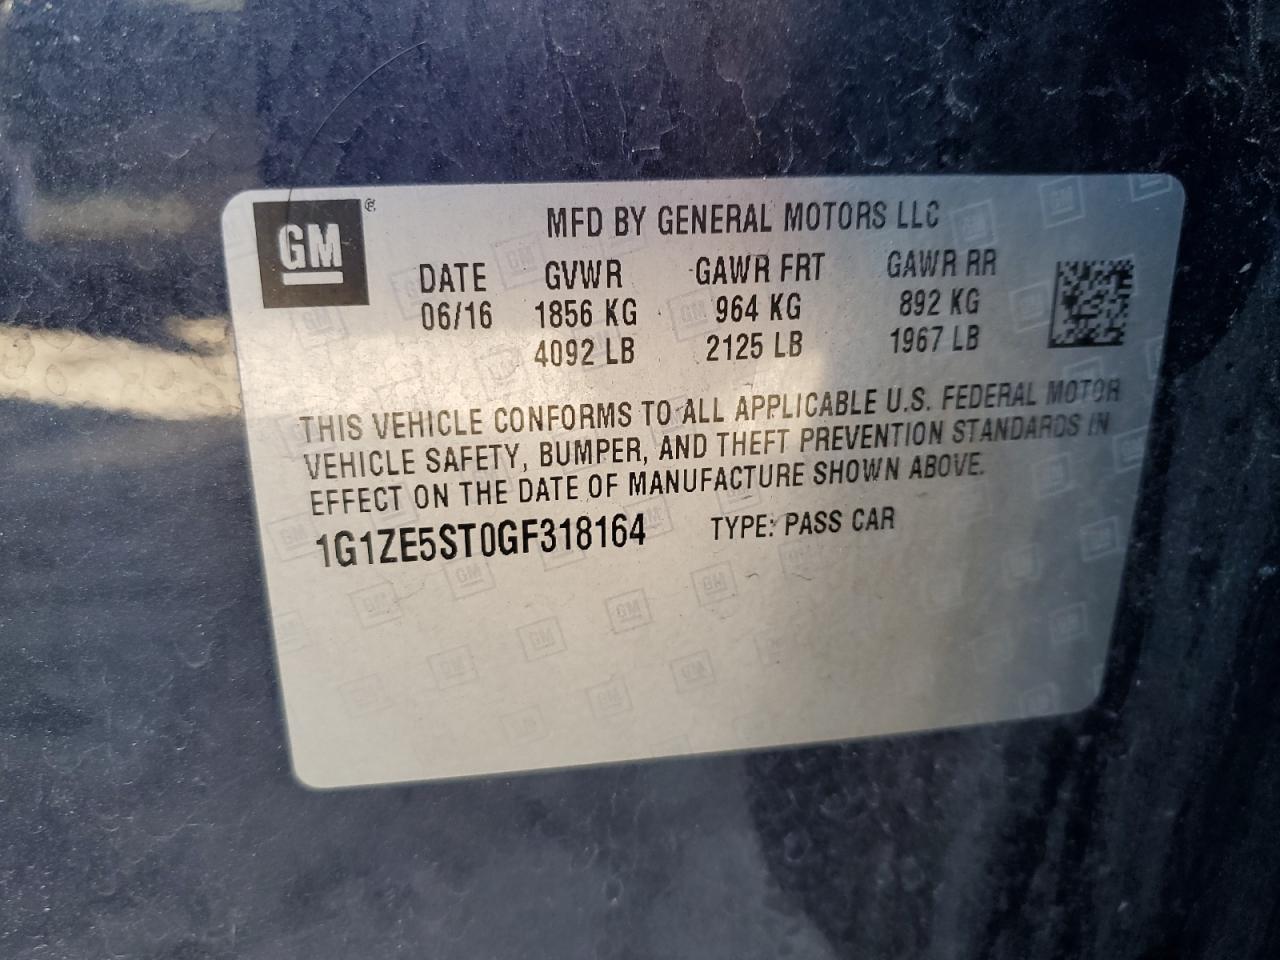 GM
MFD BY GENERAL MOTORS LLC
DATE GVWR GAWR FRT GAWR RR
06/16 1856 KG 964 KG 892 KG
4092 LB 2125 LB 1967 LB
THIS VEHICLE CONFORMS TO ALL APPLICABLE U.S. FEDERAL MOTOR
VEHICLE SAFETY, BUMPER, AND THEFT PREVENTION STANDARDS IN
EFFECT ON THE DATE OF MANUFACTURE SHOWN ABOVE.
1G1ZE5ST0GF318164 TYPE: PASS CAR